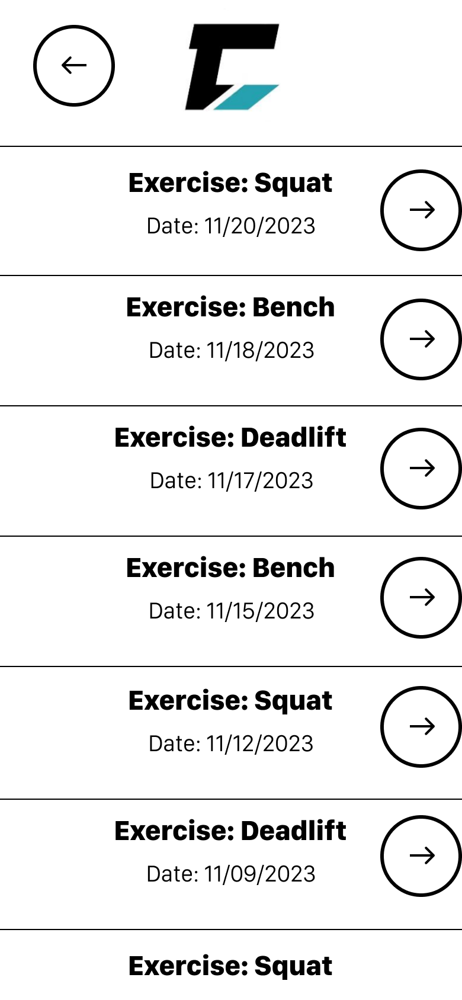 Exercise: Squat
Date: 11/20/2023
Exercise: Bench
Date: 11/18/2023
Exercise: Deadlift
Date: 11/17/2023
Exercise: Bench
Date: 11/15/2023
Exercise: Squat
Date: 11/12/2023
Exercise: Deadlift
Date: 11/09/2023
Exercise: Squat